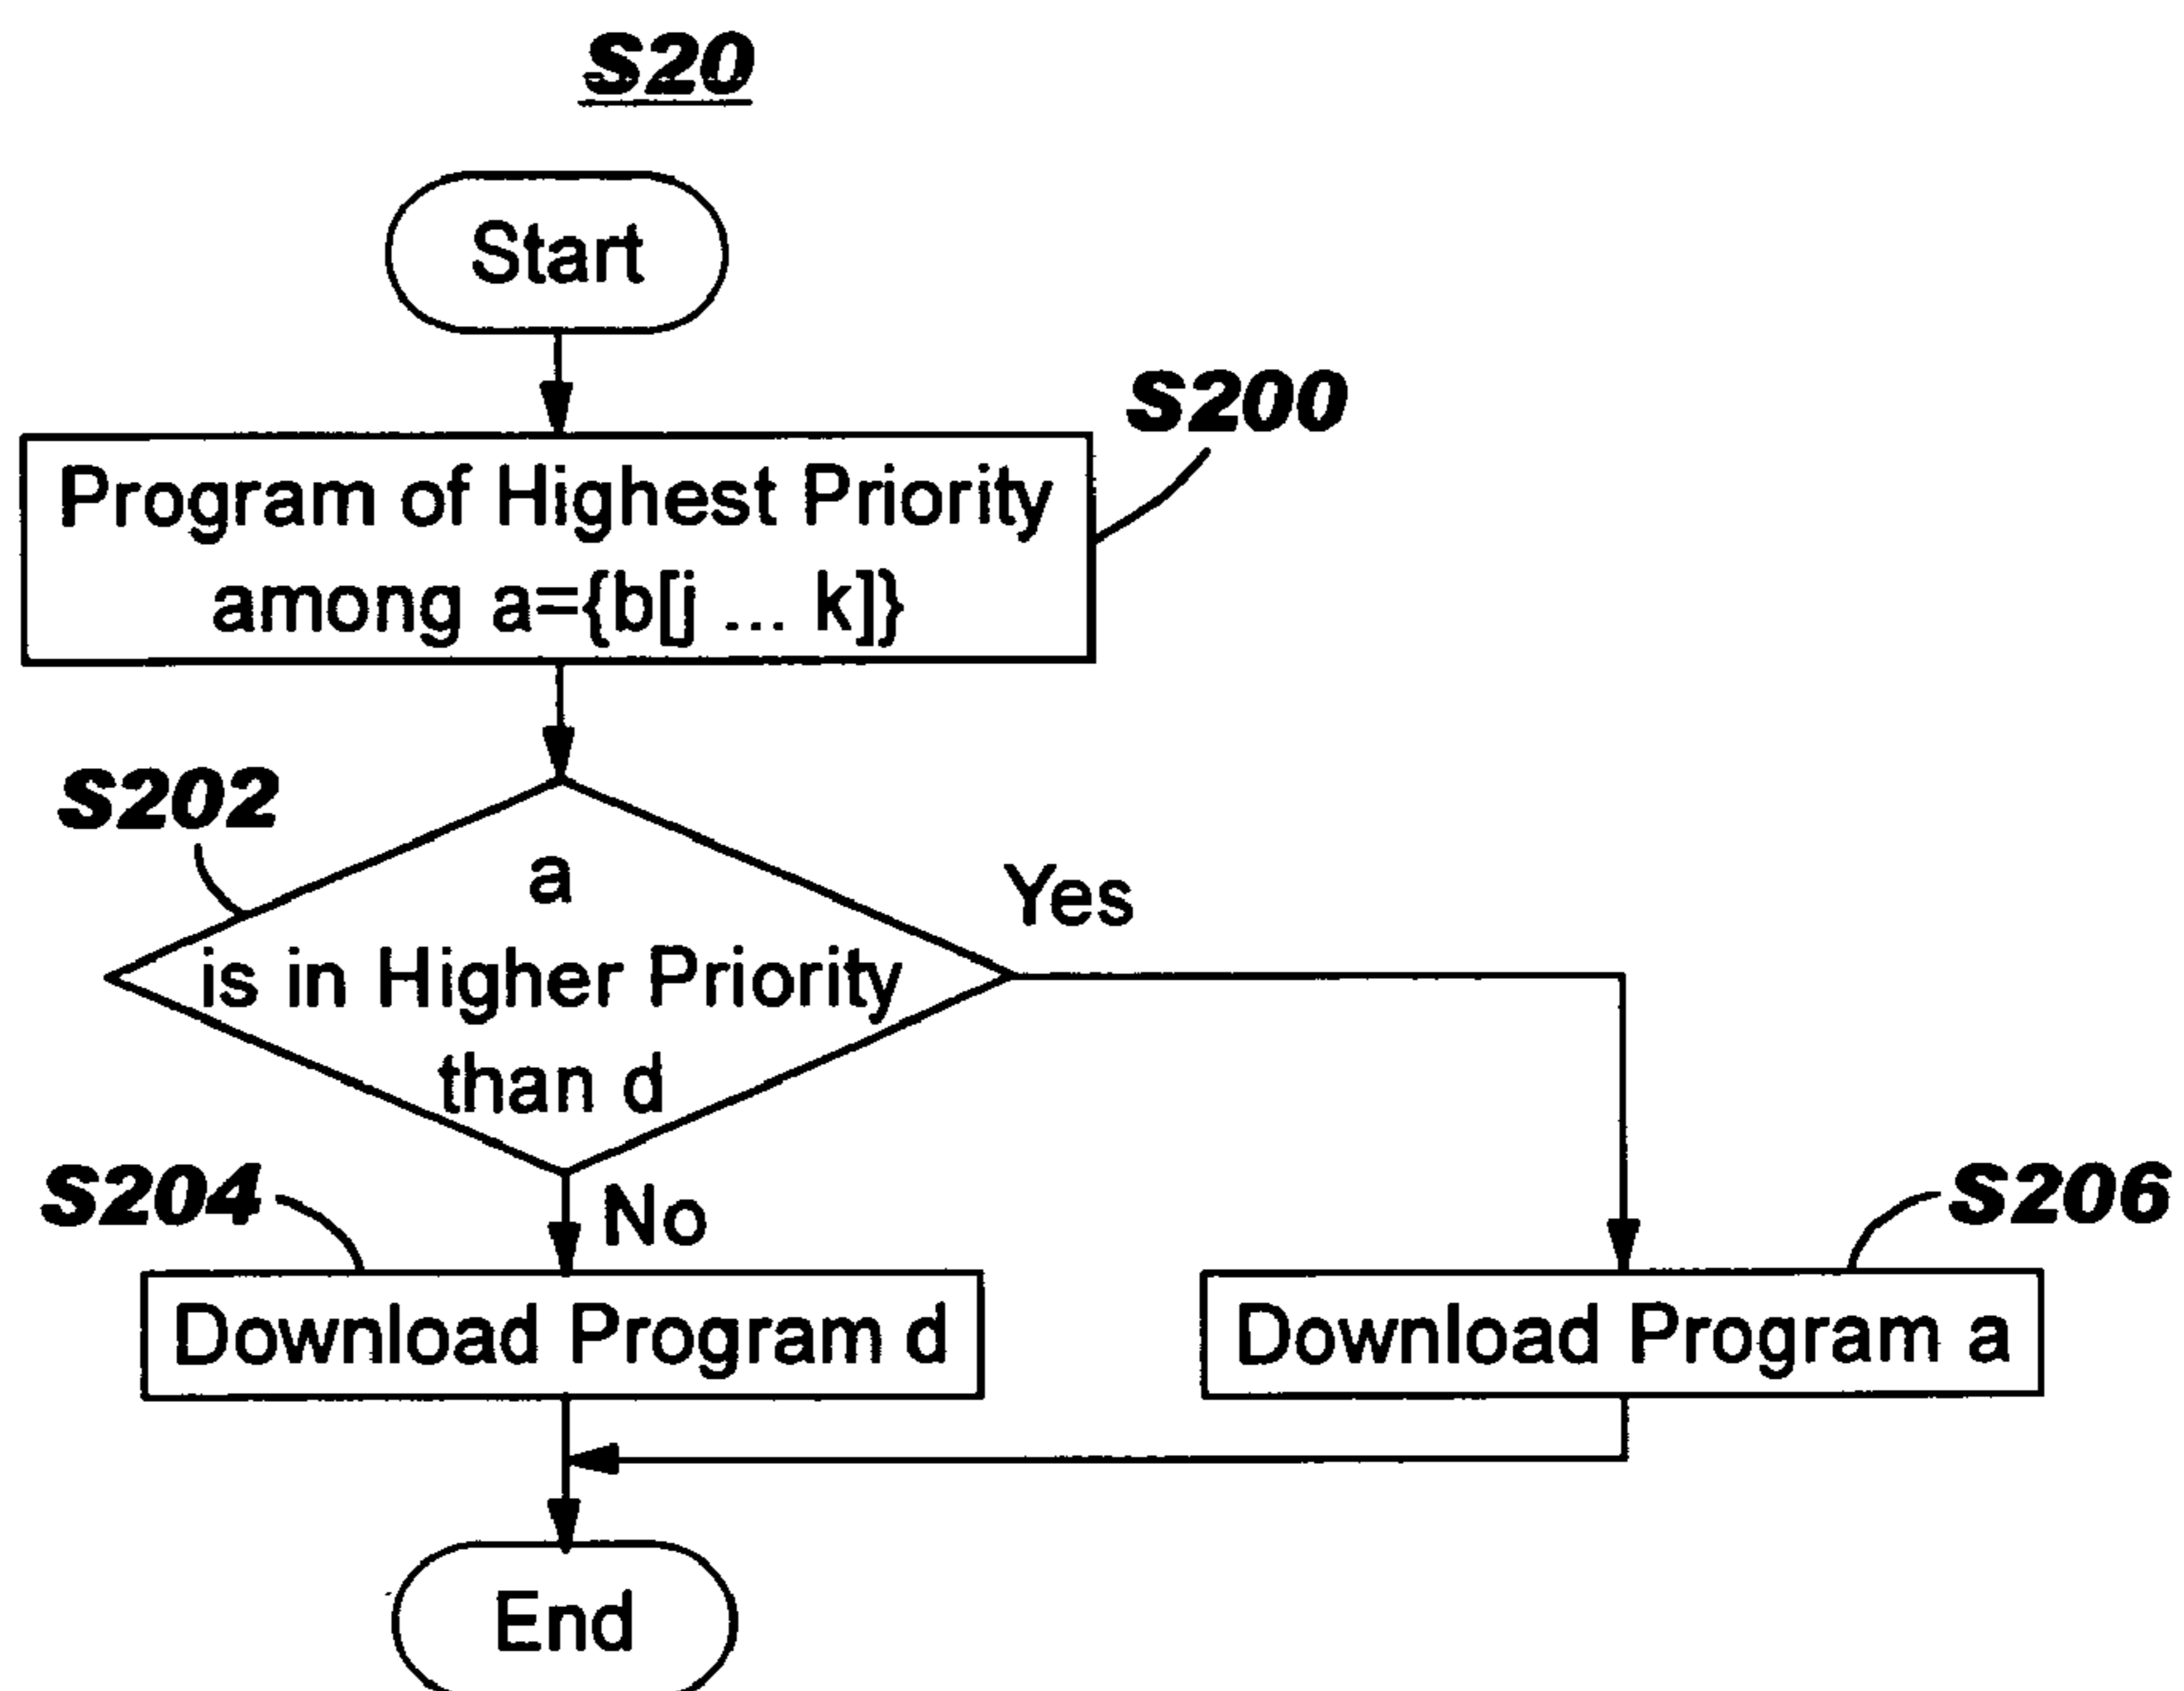 S20
Start
S200
Program of Highest Priority
among a={b[j ... k]}
S202
a
is in Higher Priority
than d
Yes
No
S204
S206
Download Program d
Download Program a
End